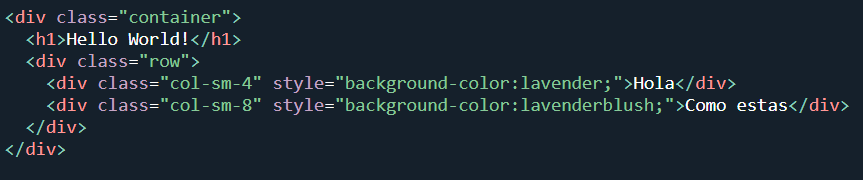 <div class="container">
<h1>Hello World!</h1>
<div class="row">
<div class="col-sm-4" style="background-color:lavender;">Hola</div>
<div class="col-sm-8" style="background-color:lavenderblush;">Como estas</div>
</div>
</div>